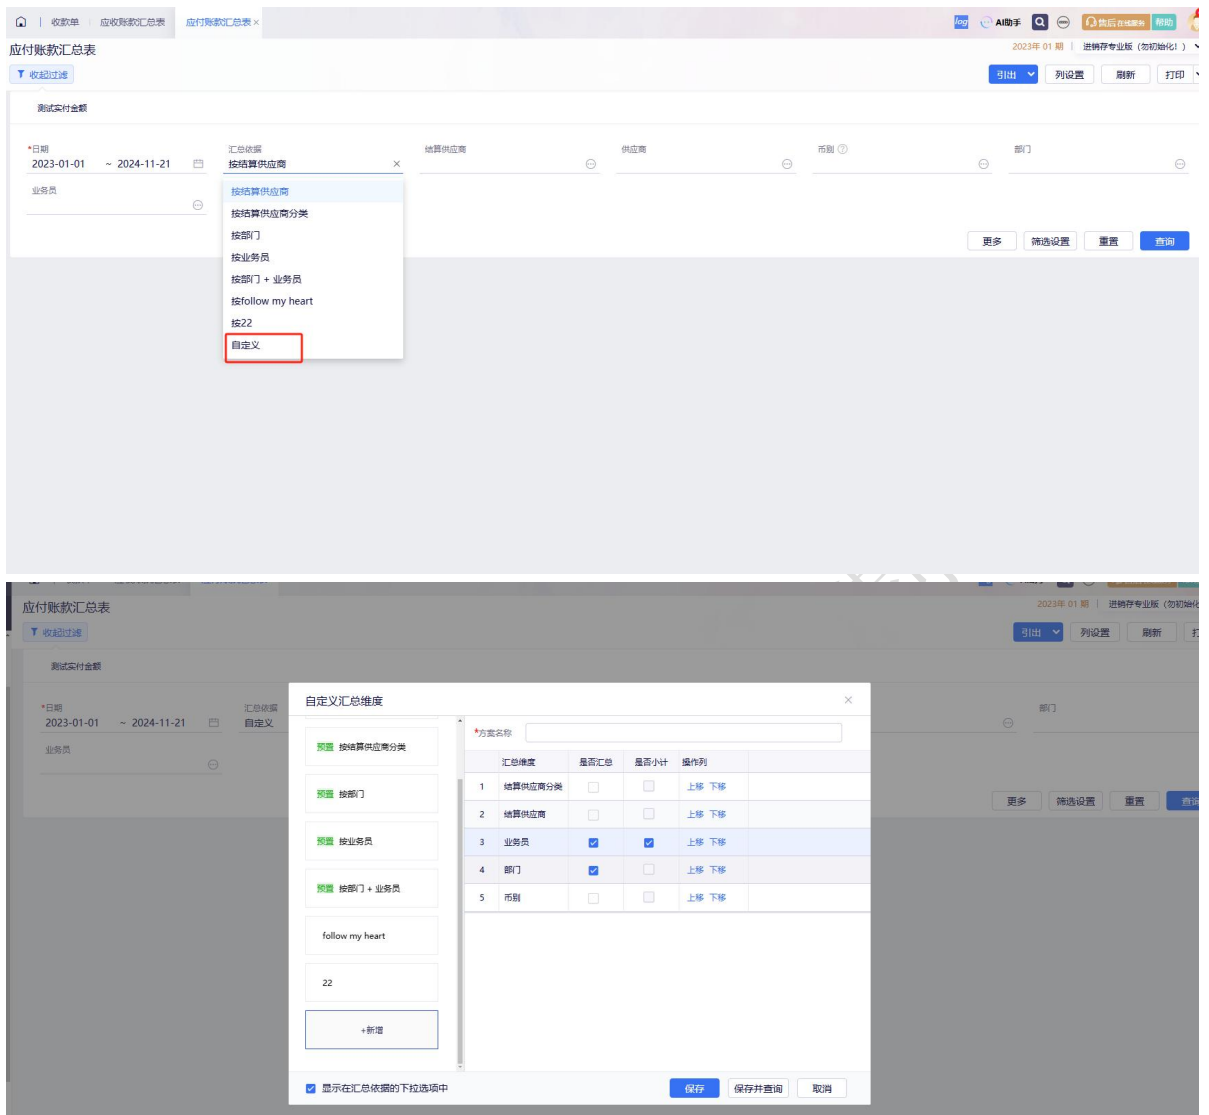 收款单 应收账款汇总表 应付账款汇总表 ×
log AI助手 售后在线服务 帮助
应付账款汇总表
2023年 01 期 进销存专业版（勿初始化！）
收起过滤
引出 列设置 刷新 打印
测试实付金额
*日期 汇总依据 结算供应商 供应商 币别 部门
2023-01-01 ~ 2024-11-21 按结算供应商
业务员
按结算供应商
按结算供应商分类
按部门
按业务员
按部门 + 业务员
按follow my heart
按22
自定义
更多 筛选设置 重置 查询
应付账款汇总表
2023年 01 期 进销存专业版（勿初始化
收起过滤
引出 列设置 刷新 打
测试实付金额
*日期 汇总依据 部门
2023-01-01 ~ 2024-11-21 自定义
业务员
更多 筛选设置 重置 查询
自定义汇总维度
预置 按结算供应商分类
预置 按部门
预置 按业务员
预置 按部门 + 业务员
follow my heart
22
+新增
*方案名称
汇总维度 是否汇总 是否小计 操作列
1 结算供应商分类 上移 下移
2 结算供应商 上移 下移
3 业务员 上移 下移
4 部门 上移 下移
5 币别 上移 下移
显示在汇总依据的下拉选项中
保存 保存并查询 取消